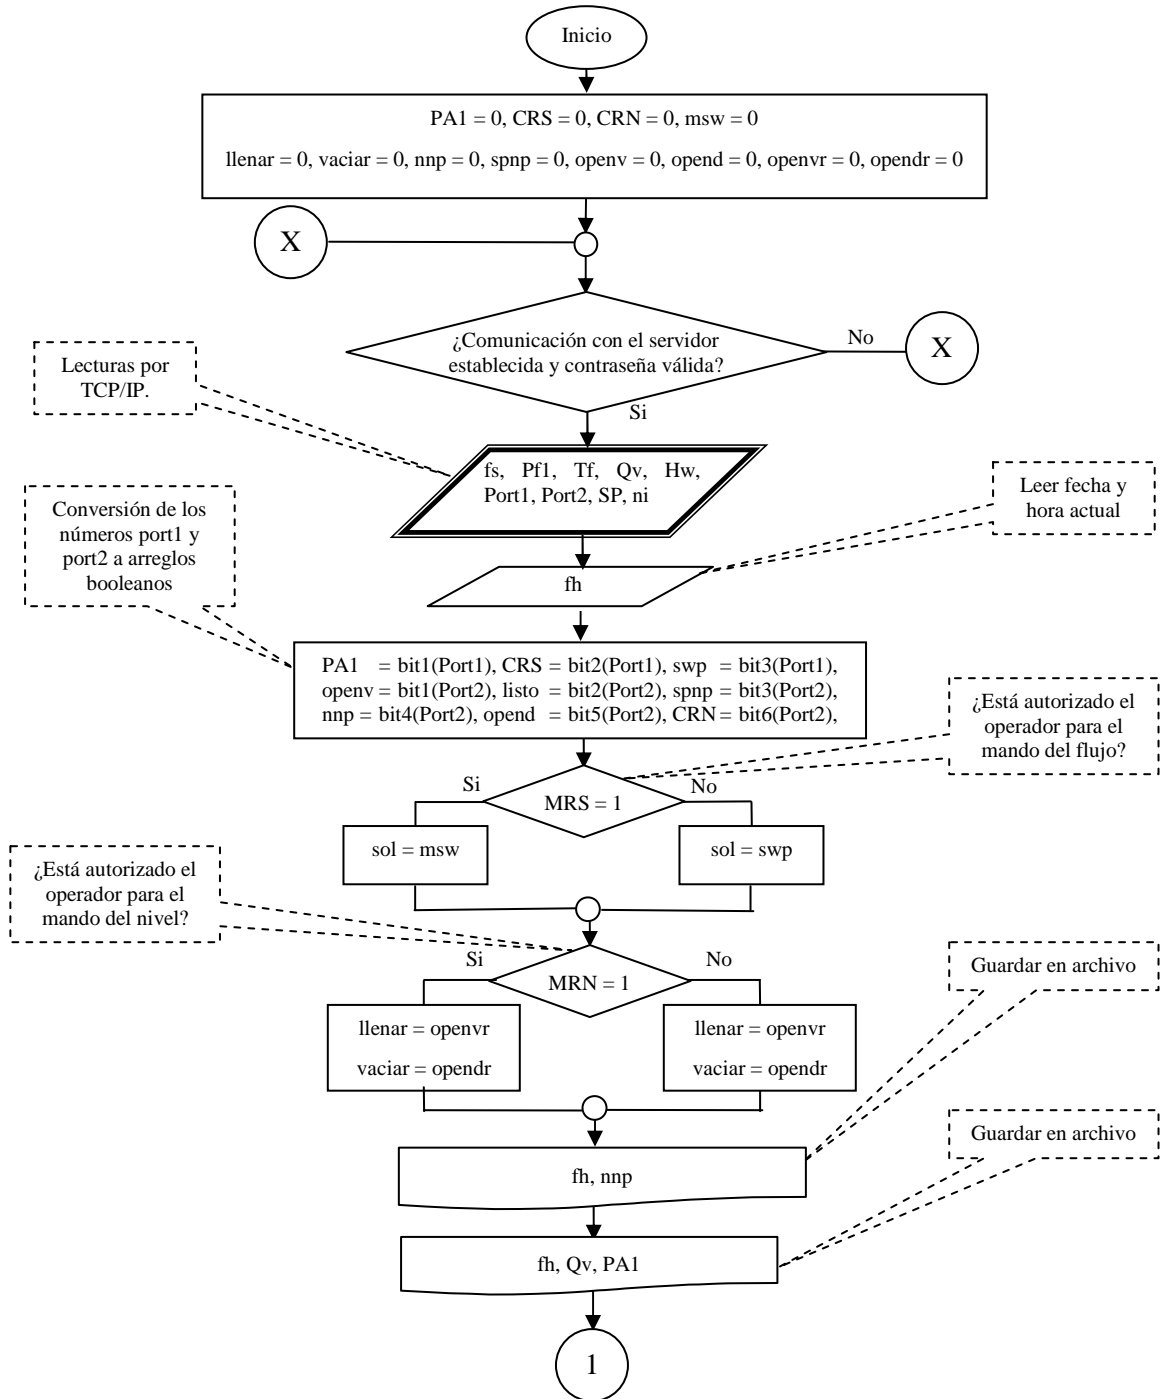 Inicio
PA1 = 0, CRS = 0, CRN = 0, msw = 0
llenar = 0, vaciar = 0, nnp = 0, spnp = 0, openv = 0, opend = 0, openvr = 0, opendr = 0
X
¿Comunicación con el servidor
establecida y contraseña válida?
No
X
Si
Lecturas por
TCP/IP.
fs, Pf1, Tf, Qv, Hw,
Port1, Port2, SP, ni
Leer fecha y
hora actual
Conversión de los
números port1 y
port2 a arreglos
booleanos
fh
PA1 = bit1(Port1), CRS = bit2(Port1), swp = bit3(Port1),
openv = bit1(Port2), listo = bit2(Port2), spnp = bit3(Port2),
nnp = bit4(Port2), opend = bit5(Port2), CRN = bit6(Port2),
¿Está autorizado el
operador para el
mando del flujo?
Si
MRS = 1
No
sol = msw
sol = swp
¿Está autorizado el
operador para el
mando del nivel?
Si
MRN = 1
No
llenar = openvr
vaciar = opendr
llenar = openvr
vaciar = opendr
Guardar en archivo
fh, nnp
Guardar en archivo
fh, Qv, PA1
1